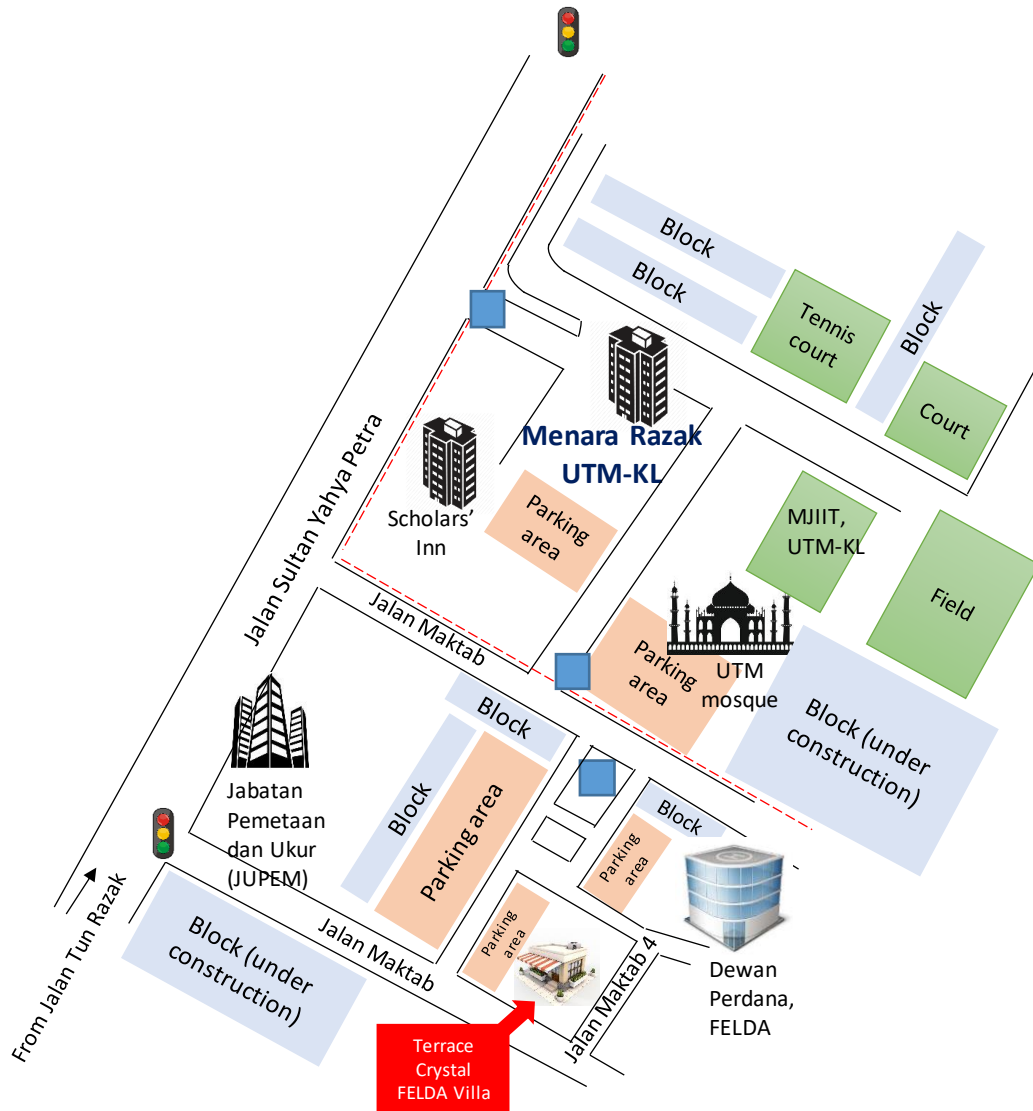 Block
Block
Tennis
court
Block
Court
Menara Razak
UTM-KL
Scholars’
Inn
Parking
area
MJIIT,
UTM-KL
Field
Jalan Sultan Yahya Petra
Jalan Maktab
Parking
area
UTM
mosque
Block (under
construction)
Block
Jabatan
Pemetaan
dan Ukur
(JUPEM)
Block
Parking area
Block
Parking
area
From Jalan Tun Razak
Block (under
construction)
Jalan Maktab
Parking
area
Jalan Maktab 4
Dewan
Perdana,
FELDA
Terrace
Crystal
FELDA Villa